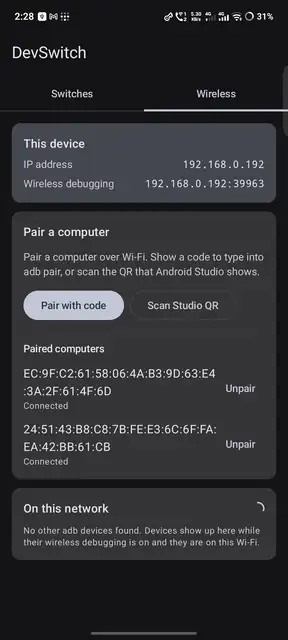 2:28
5.30
KB/s
4G
4G
31%
DevSwitch
Switches
Wireless
This device
IP address
192.168.0.192
Wireless debugging
192.168.0.192:39963
Pair a computer
Pair a computer over Wi-Fi. Show a code to type into
adb pair, or scan the QR that Android Studio shows.
Pair with code
Scan Studio QR
Paired computers
EC:9F:C2:61:58:06:4A:B3:9D:63:E4
:3A:2F:61:4F:6D
Connected
Unpair
24:51:43:B8:C8:7B:FE:E3:6C:6F:FA:
EA:42:BB:61:CB
Connected
Unpair
On this network
No other adb devices found. Devices show up here while
their wireless debugging is on and they are on this Wi-Fi.